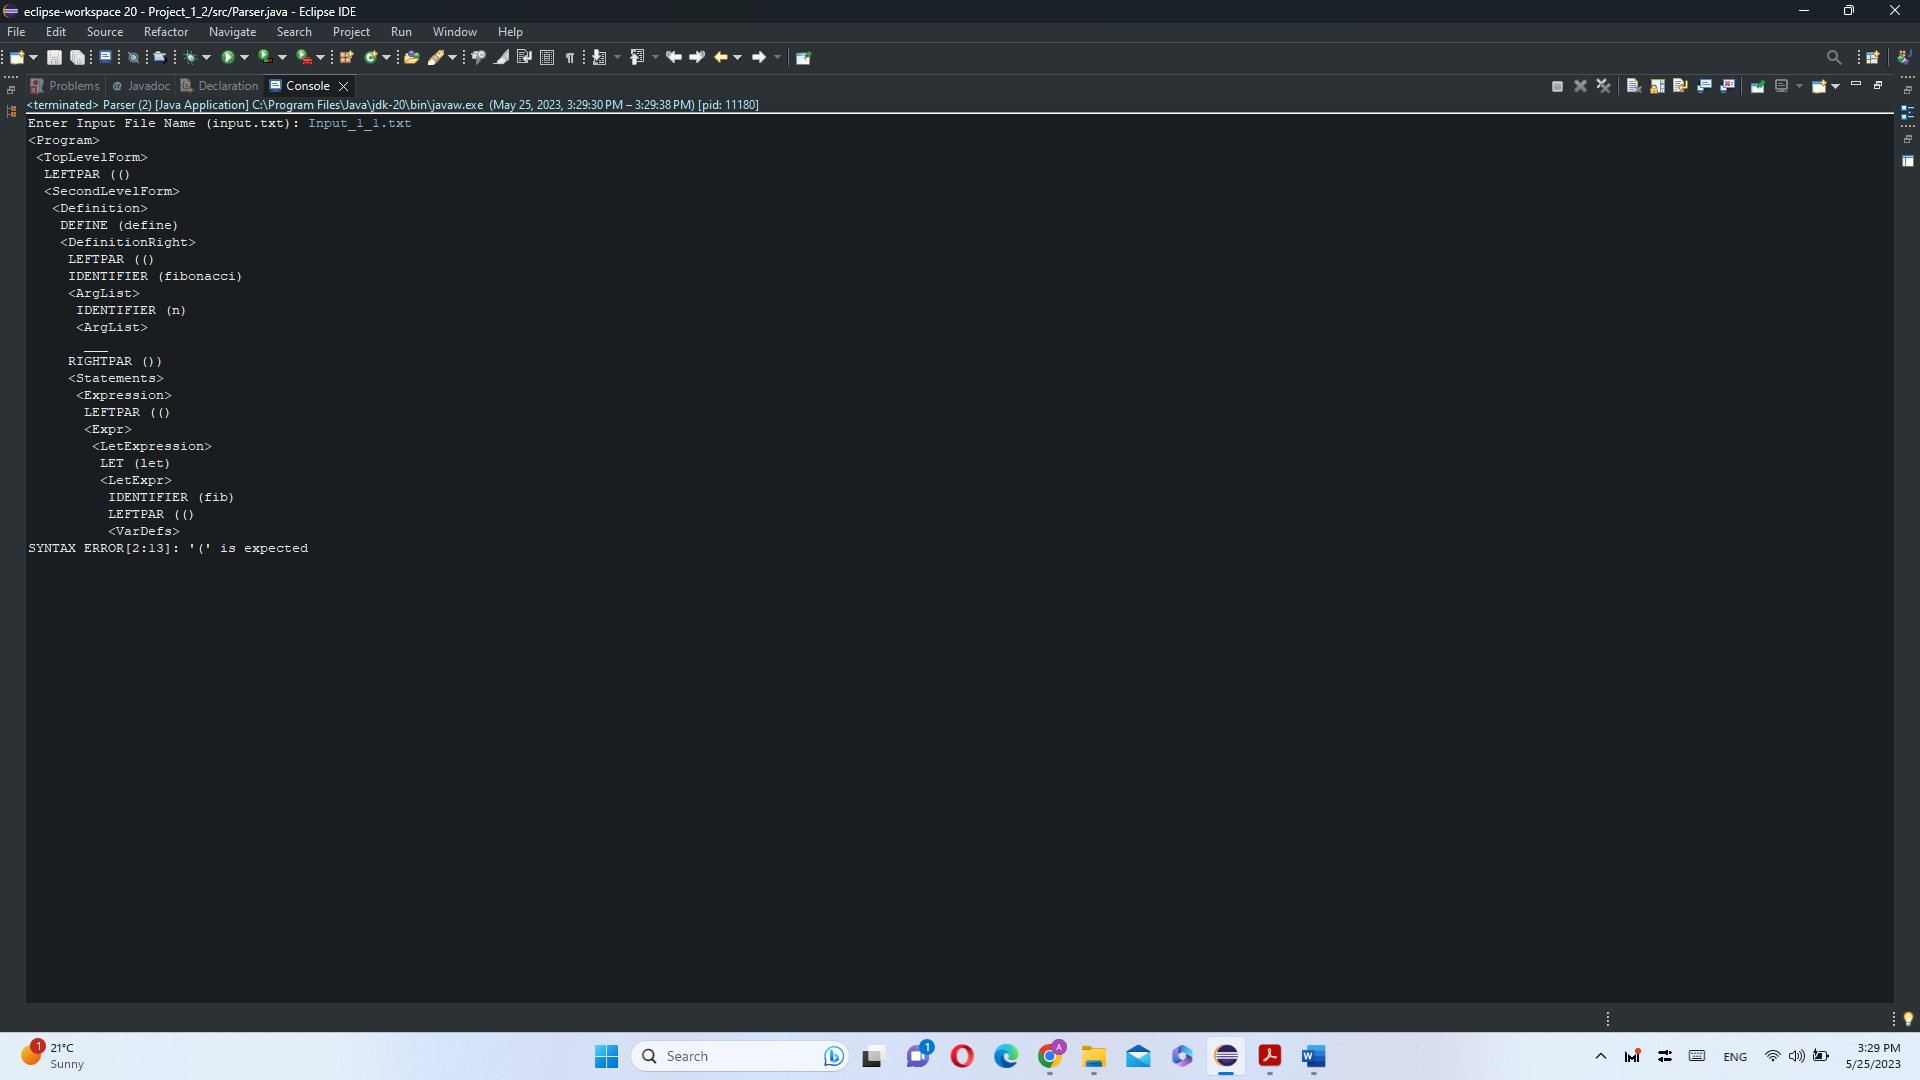 eclipse-workspace 20 - Project_1_2/src/Parser.java - Eclipse IDE
File Edit Source Refactor Navigate Search Project Run Window Help
Problems Javadoc Declaration Console
<terminated> Parser (2) [Java Application] C:\Program Files\Java\jdk-20\bin\javaw.exe (May 25, 2023, 3:29:30 PM – 3:29:38 PM) [pid: 11180]
Enter Input File Name (input.txt): Input_1_1.txt
<Program>
 <TopLevelForm>
  LEFTPAR (()
  <SecondLevelForm>
   <Definition>
    DEFINE (define)
    <DefinitionRight>
     LEFTPAR (()
     IDENTIFIER (fibonacci)
     <ArgList>
      IDENTIFIER (n)
      <ArgList>
       ___
     RIGHTPAR ())
     <Statements>
      <Expression>
       LEFTPAR (()
       <Expr>
        <LetExpression>
         LET (let)
         <LetExpr>
          IDENTIFIER (fib)
          LEFTPAR (()
          <VarDefs>
SYNTAX ERROR[2:13]: '(' is expected
1
21°C
Sunny
Search
1
A
ENG
3:29 PM
5/25/2023